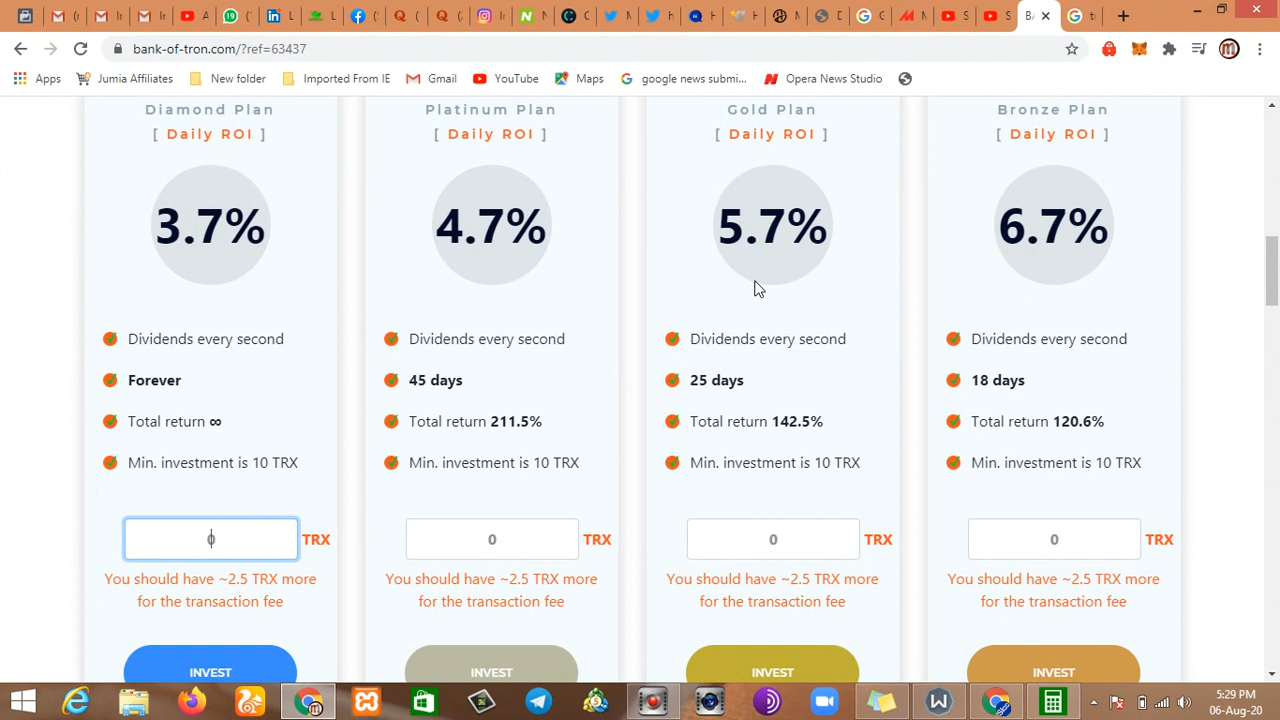 (
Im
Im
A
(
L
(
(
N
C
M
h
F
H
D
G
S
S
BA
t
bank-of-tron.com/?ref=63437
Apps
Jumia Affiliates
New folder
Imported From IE
Gmail
YouTube
Maps
google news submi...
Opera News Studio
Diamond Plan
[ Daily ROI ]
3.7%
Dividends every second
Forever
Total return ∞
Min. investment is 10 TRX
0 TRX
You should have ~2.5 TRX more
for the transaction fee
INVEST
Platinum Plan
[ Daily ROI ]
4.7%
Dividends every second
45 days
Total return 211.5%
Min. investment is 10 TRX
0 TRX
You should have ~2.5 TRX more
for the transaction fee
INVEST
Gold Plan
[ Daily ROI ]
5.7%
Dividends every second
25 days
Total return 142.5%
Min. investment is 10 TRX
0 TRX
You should have ~2.5 TRX more
for the transaction fee
INVEST
Bronze Plan
[ Daily ROI ]
6.7%
Dividends every second
18 days
Total return 120.6%
Min. investment is 10 TRX
0 TRX
You should have ~2.5 TRX more
for the transaction fee
INVEST
5:29 PM
06-Aug-20